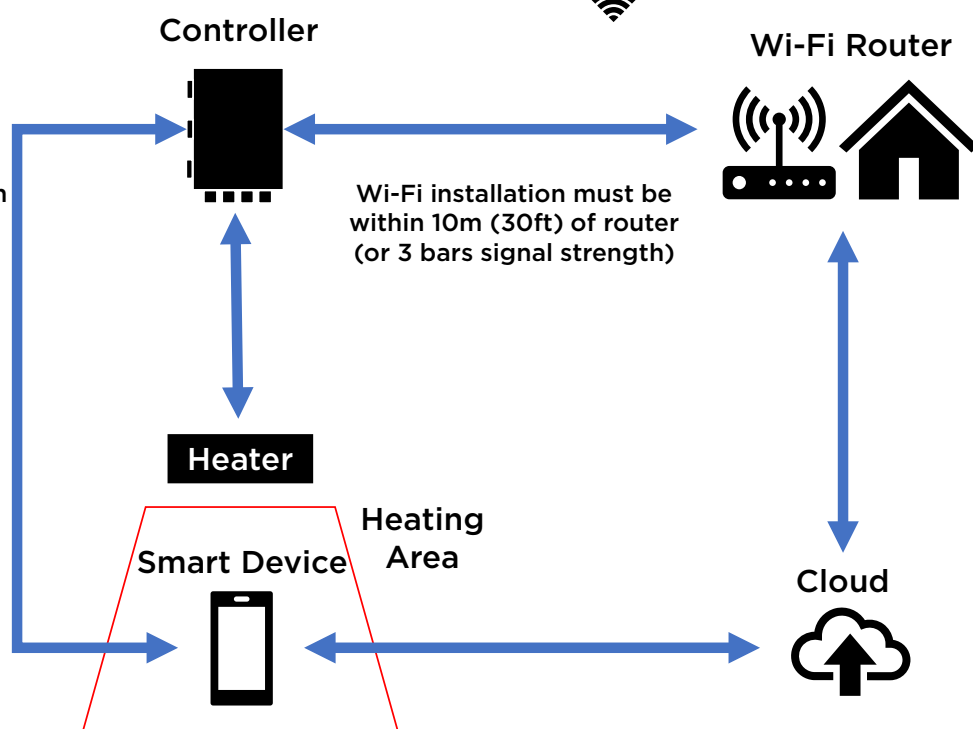 Controller
Wi-Fi Router
Wi-Fi installation must be
within 10m (30ft) of router
(or 3 bars signal strength)
Heater
Heating
Area
Smart Device
Cloud